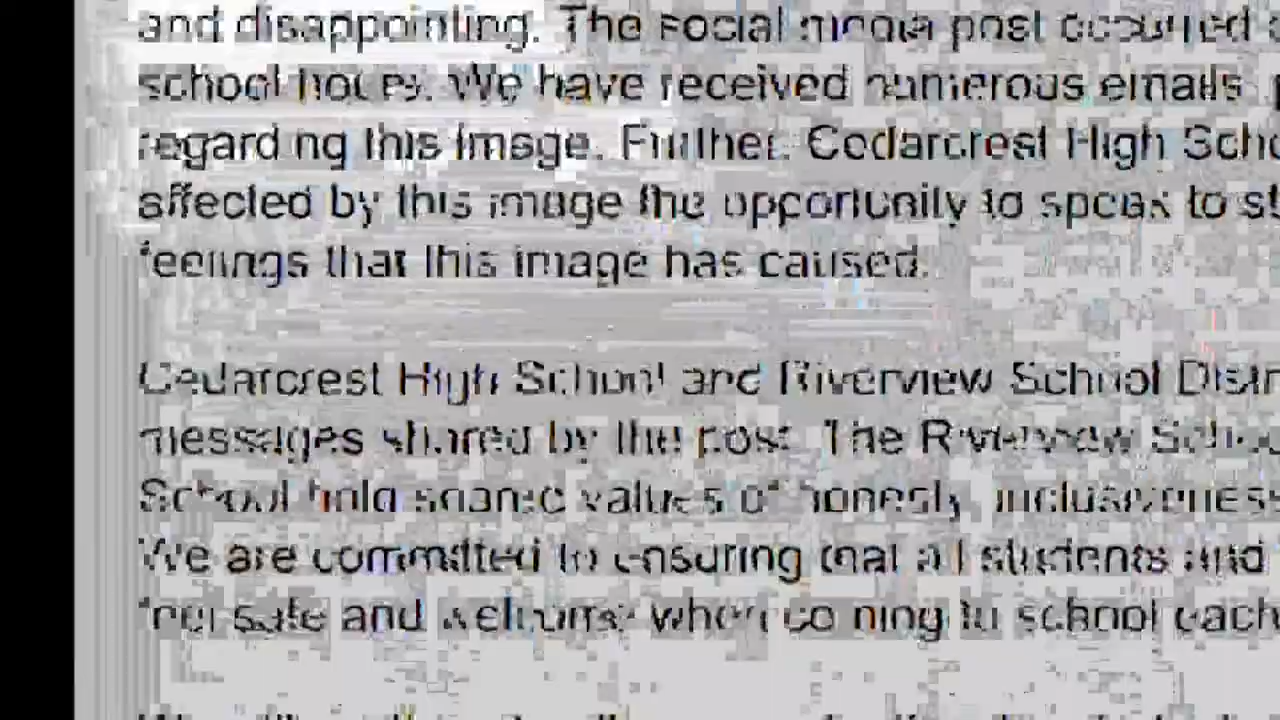 and disappointing. The social media post occurred
school hours. We have received numerous emails
regarding this image. Further, Cedarcrest High
affected by this image the opportunity to speak to
feelings that this image has caused.
Cedarcrest High School and Riverview School
messages shared by the post. The Riverview
School hold shared values of honesty, inclusiveness
We are committed to ensuring that all students and
feel safe and welcome when coming to school each